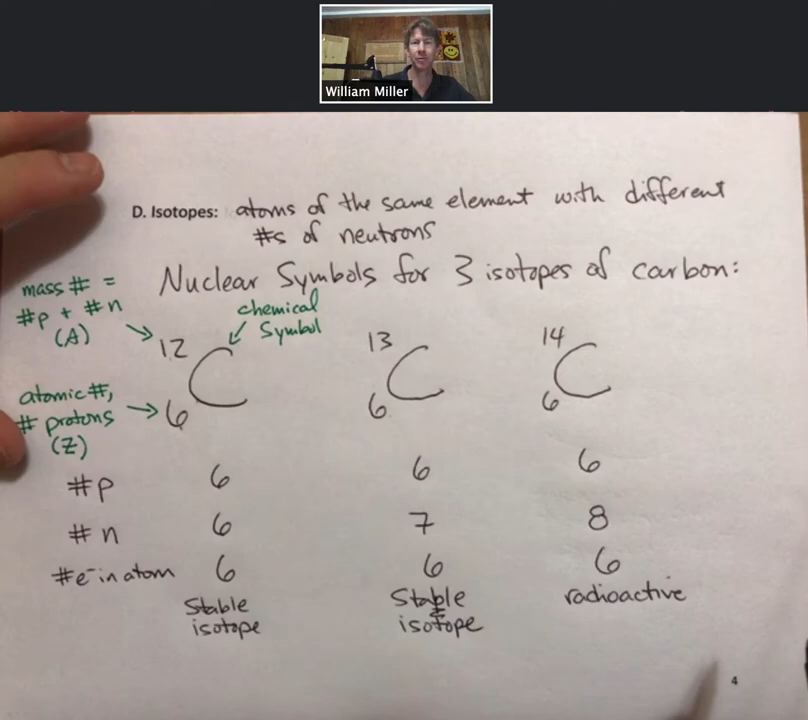 William Miller
D. Isotopes: atoms of the same element with different
#s of neutrons
Nuclear Symbols for 3 isotopes of carbon:
mass # =
#p + #n
(A)
chemical
Symbol
12 C
6
13 C
6
14 C
6
atomic #,
# protons
(Z)
#p 6 6 6
#n 6 7 8
#e⁻ in atom 6 6 6
Stable
isotope
Stable
isotope
radioactive
4